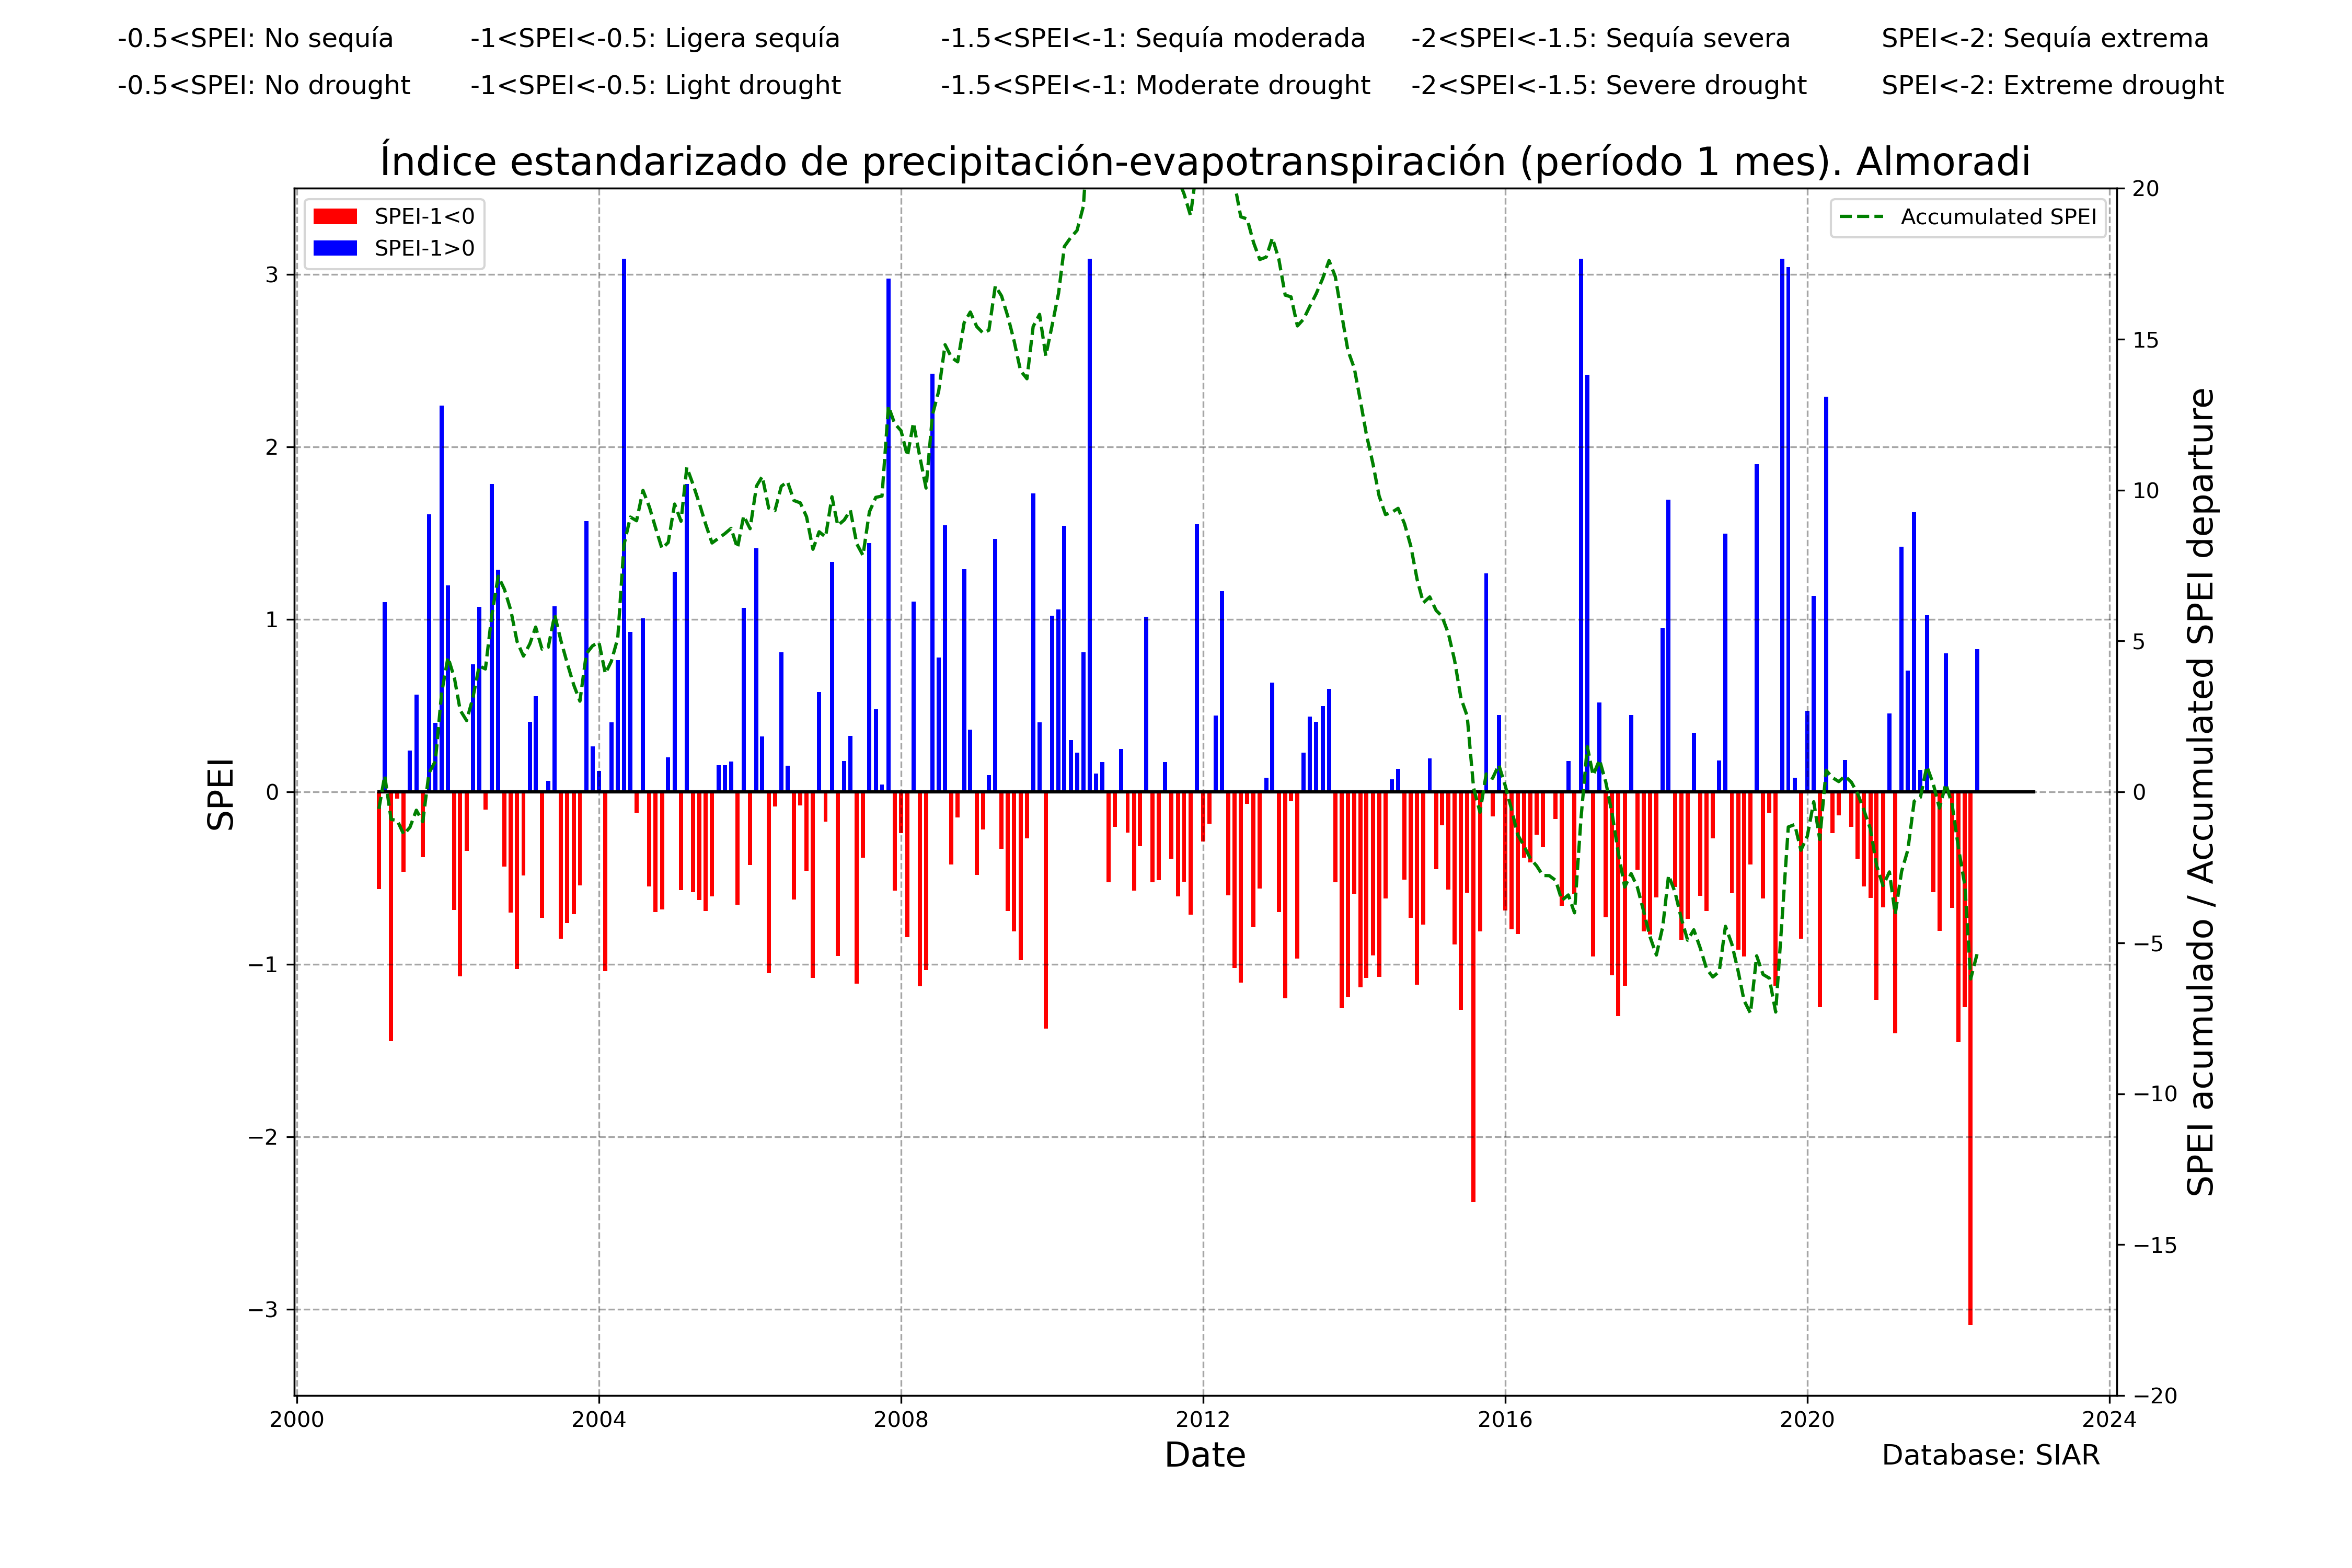 -0.5<SPEI: No sequía -1<SPEI<-0.5: Ligera sequía -1.5<SPEI<-1: Sequía moderada -2<SPEI<-1.5: Sequía severa SPEI<-2: Sequía extrema
-0.5<SPEI: No drought -1<SPEI<-0.5: Light drought -1.5<SPEI<-1: Moderate drought -2<SPEI<-1.5: Severe drought SPEI<-2: Extreme drought
Índice estandarizado de precipitación-evapotranspiración (período 1 mes). Almoradi
SPEI-1<0
SPEI-1>0
Accumulated SPEI
SPEI
3
2
1
0
−1
−2
−3
20
15
10
5
0
−5
−10
−15
−20
SPEI acumulado / Accumulated SPEI departure
2000 2004 2008 2012 2016 2020 2024
Date
Database: SIAR